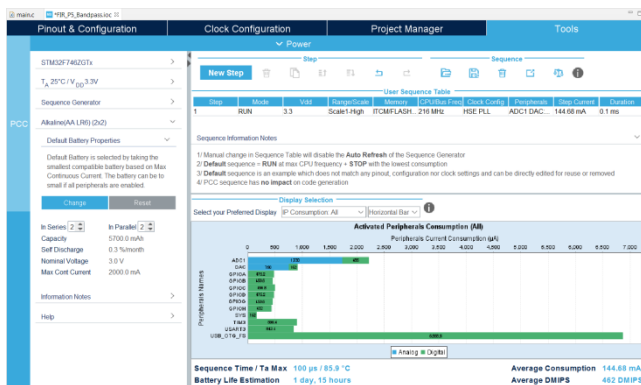 main.c
*FIR_PS_Bandpass.ioc
Pinout & Configuration
Clock Configuration
Project Manager
Tools
Power
PCC
STM32F746ZGTx
TA 25°C / VDD 3.3V
Sequence Generator
Alkaline(AA LR6) (2x2)
Default Battery Properties
Default Battery is selected by taking the
smallest compatible battery based on Max
Continuous Current. The battery can be to
small if all peripherals are enabled.
Change
Reset
In Series 2
In Parallel 2
Capacity 5700.0 mAh
Self Discharge 0.3 %/month
Nominal Voltage 3.0 V
Max Cont Current 2000.0 mA
Information Notes
Help
Step
Sequence
New Step
User Sequence Table
Step Mode Vdd Range/Scale Memory CPU/Bus Freq Clock Config Peripherals Step Current Duration
1 RUN 3.3 Scale1-High ITCM/FLASH... 216 MHz HSE PLL ADC1 DAC... 144.68 mA 0.1 ms
Sequence Information Notes
1/ Manual change in Sequence Table will disable the Auto Refresh of the Sequence Generator
2/ Default sequence = RUN at max CPU frequency + STOP with the lowest consumption
3/ Default sequence is an example which does not match any pinout, configuration nor clock settings and can be directly edited for reuse or removed
4/ PCC sequence has no impact on code generation
Display Selection
Select your Preferred Display IP Consumption: All Horizontal Bar
Activated Peripherals Consumption (All)
Peripherals Current Consumption (µA)
0 500 1,000 1,500 2,000 2,500 3,000 3,500 4,000 4,500 5,000 5,500 6,000 6,500 7,000
Peripherals Names
ADC1
DAC
GPIOA
GPIOB
GPIOC
GPIOD
GPIOG
GPIOH
SYS
TIM3
USART3
USB_OTG_FS
Analog Digital
Sequence Time / Ta Max 100 µs / 85.9 °C
Average Consumption 144.68 mA
Battery Life Estimation 1 day, 15 hours
Average DMIPS 462 DMIPS